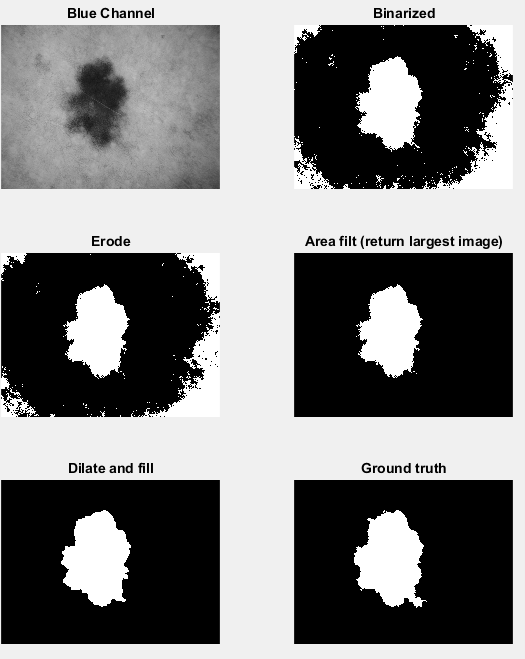 Blue Channel
Binarized
Erode
Area filt (return largest image)
Dilate and fill
Ground truth